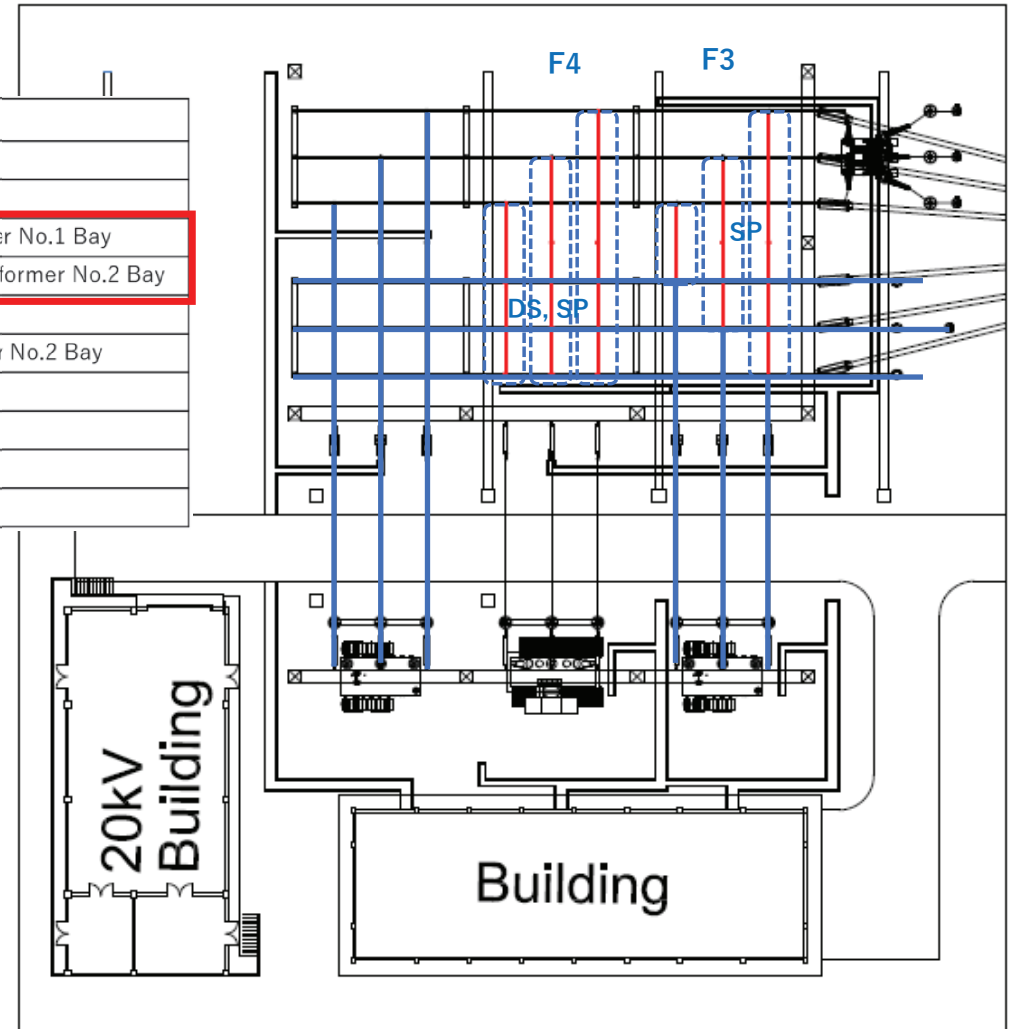 F4
F3
er No.1 Bay
former No.2 Bay
r No.2 Bay
SP
DS, SP
20kV
Building
Building